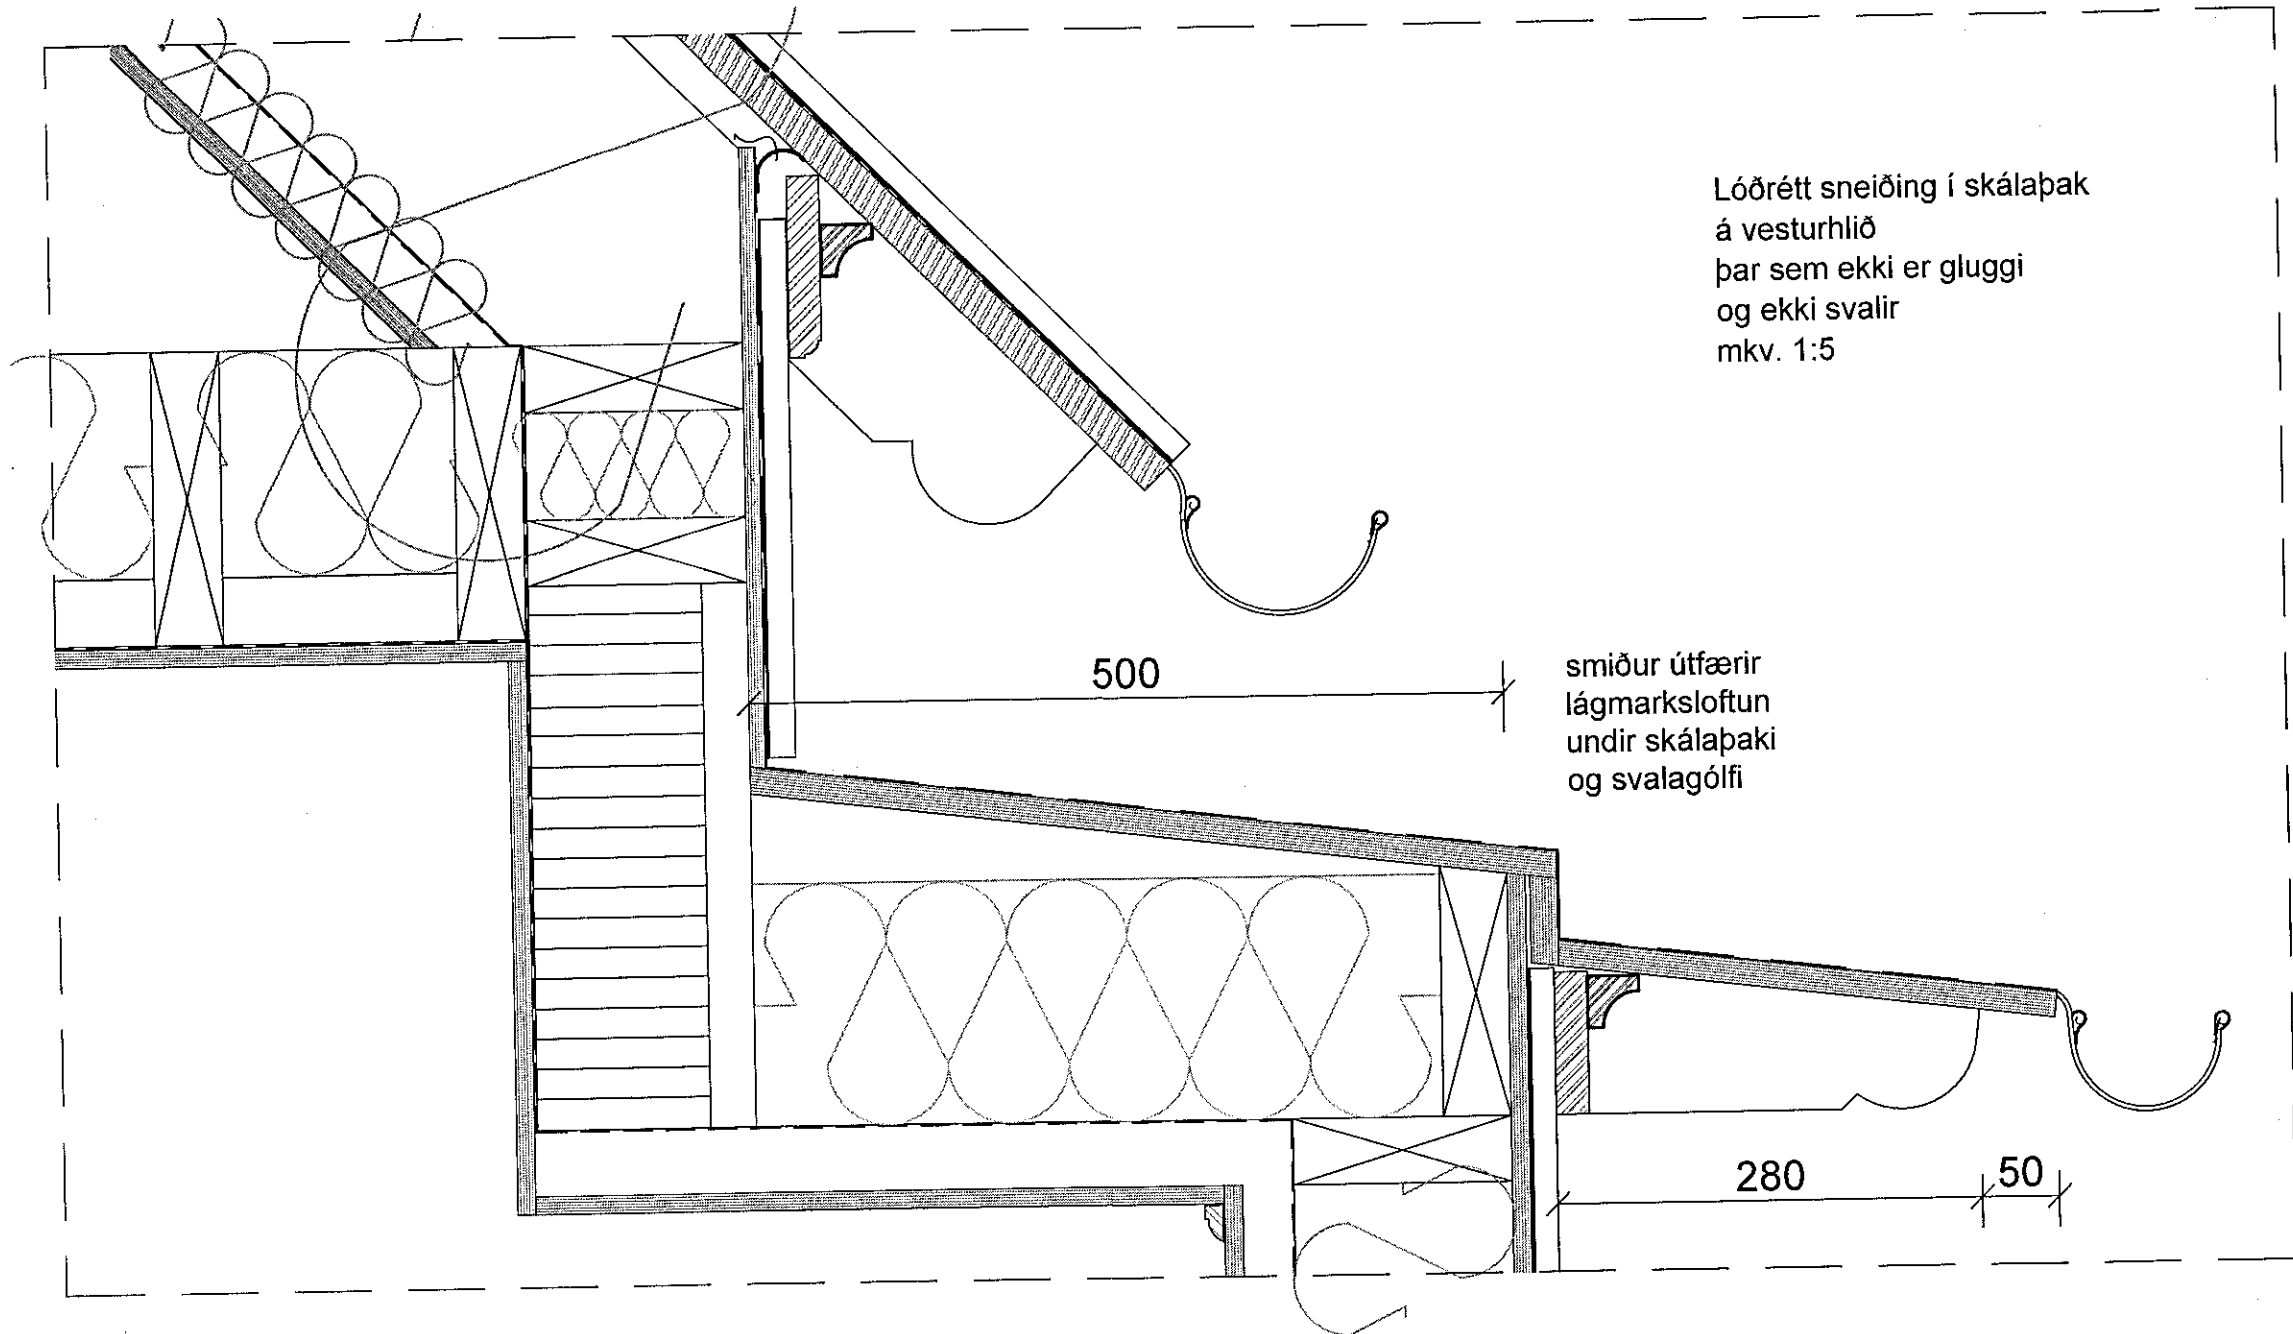 Lóðrétt sneiðing í skálaþak
á vesturhlið
þar sem ekki er gluggi
og ekki svalir
mkv. 1:5
500
smiður útfærir
lágmarksloftun
undir skálaþaki
og svalagólfi
280
50